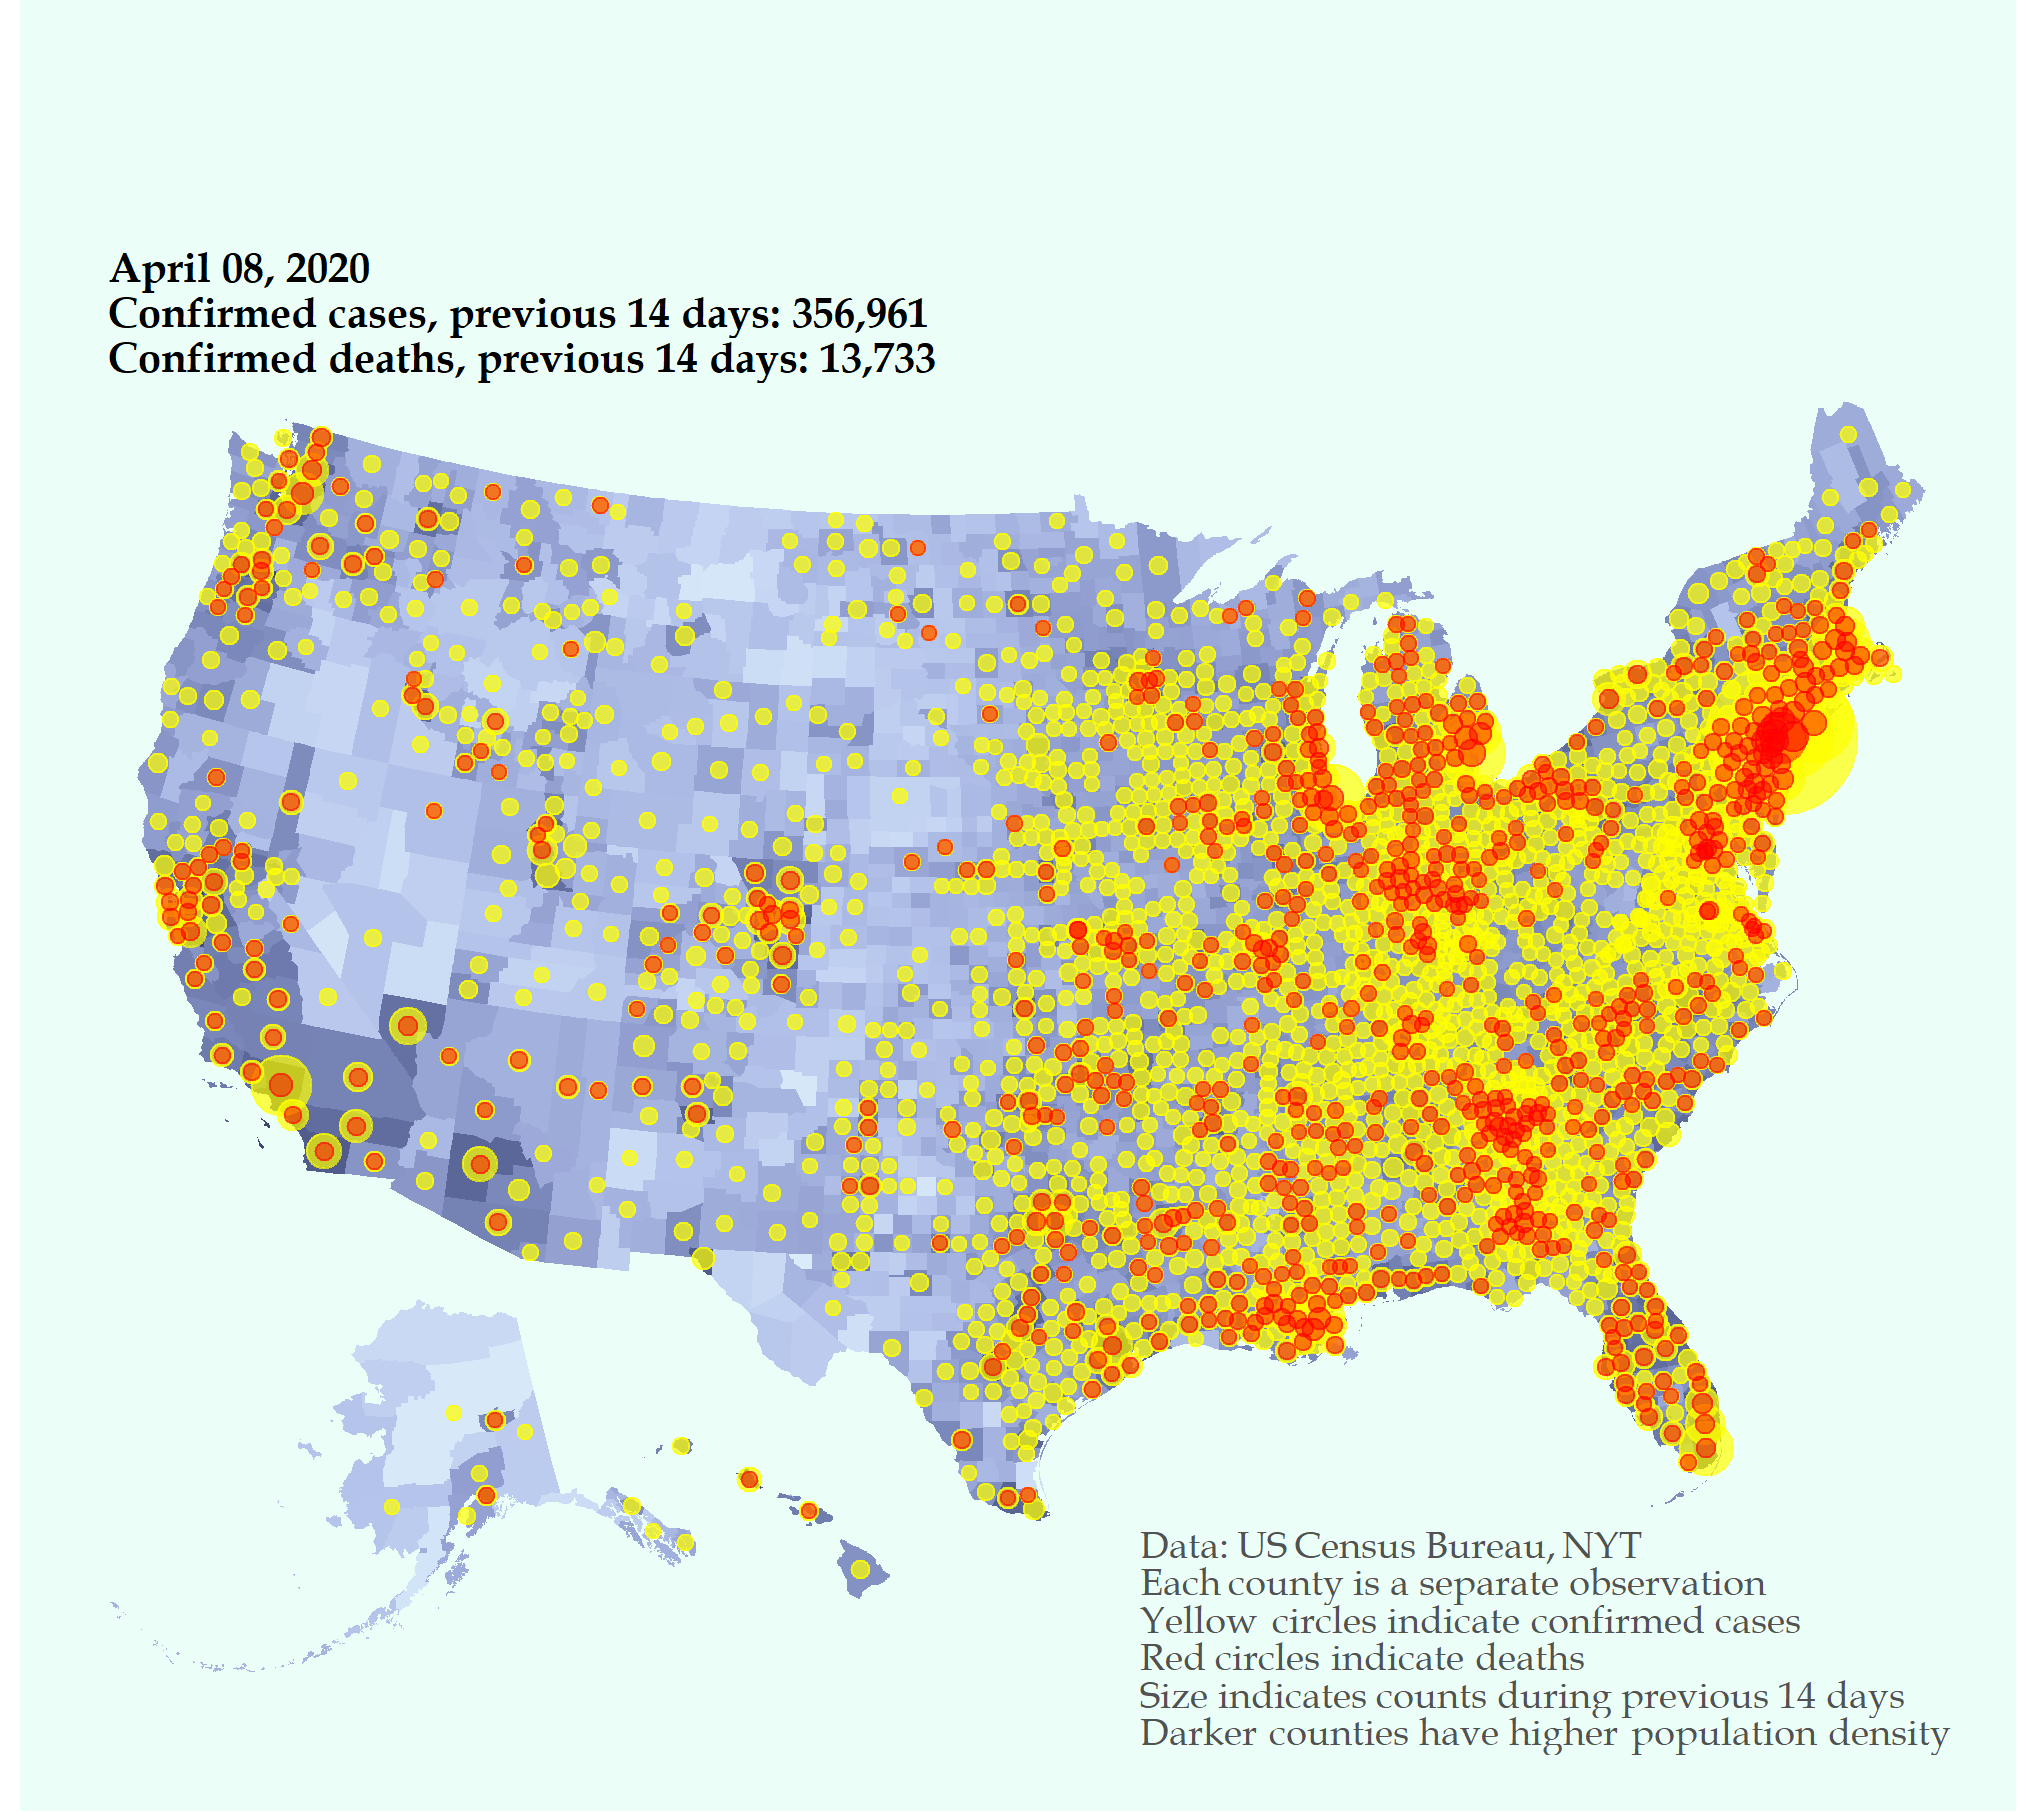 April 08, 2020
Confirmed cases, previous 14 days: 356,961
Confirmed deaths, previous 14 days: 13,733
Data: US Census Bureau, NYT
Each county is a separate observation
Yellow circles indicate confirmed cases
Red circles indicate deaths
Size indicates counts during previous 14 days
Darker counties have higher population density